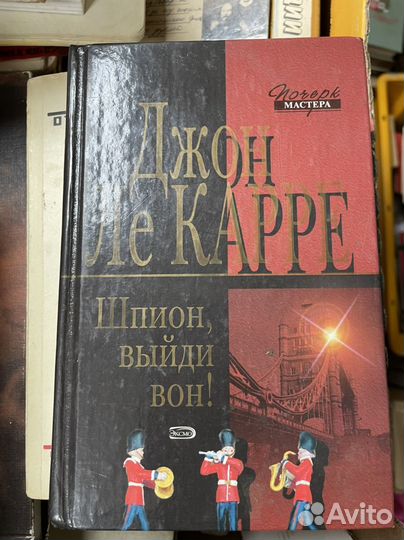 Почерк
МАСТЕРА
Джон
Ле КАРРЕ
Шпион,
выйди
вон!
ЭКСМО
Avito